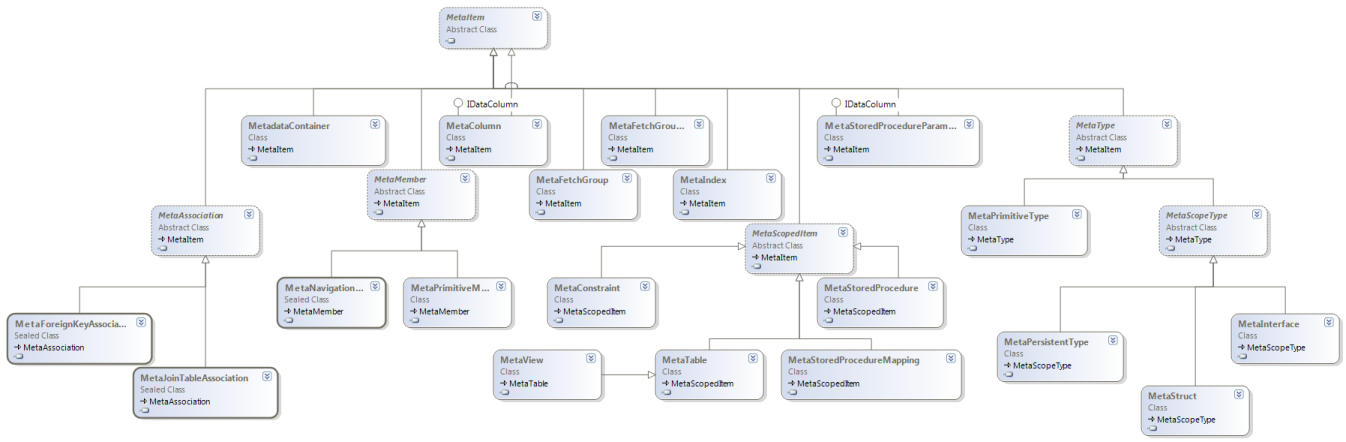 MetaItem
Abstract Class
IDataColumn
IDataColumn
MetadataContainer
Class
MetaItem
MetaColumn
Class
MetaItem
MetaFetchGrou...
Class
MetaItem
MetaStoredProcedureParam...
Class
MetaItem
MetaType
Abstract Class
MetaItem
MetaMember
Abstract Class
MetaItem
MetaFetchGroup
Class
MetaItem
MetaIndex
Class
MetaItem
MetaAssociation
Abstract Class
MetaItem
MetaPrimitiveType
Class
MetaType
MetaScopeType
Abstract Class
MetaType
MetaScopedItem
Abstract Class
MetaItem
MetaNavigation...
Sealed Class
MetaMember
MetaPrimitiveM...
Class
MetaMember
MetaConstraint
Class
MetaScopedItem
MetaStoredProcedure
Class
MetaScopedItem
MetaForeignKeyAssocia...
Sealed Class
MetaAssociation
MetaInterface
Class
MetaScopeType
MetaPersistentType
Class
MetaScopeType
MetaView
Class
MetaTable
MetaTable
Class
MetaScopedItem
MetaStoredProcedureMapping
Class
MetaScopedItem
MetaJoinTableAssociation
Sealed Class
MetaAssociation
MetaStruct
Class
MetaScopeType